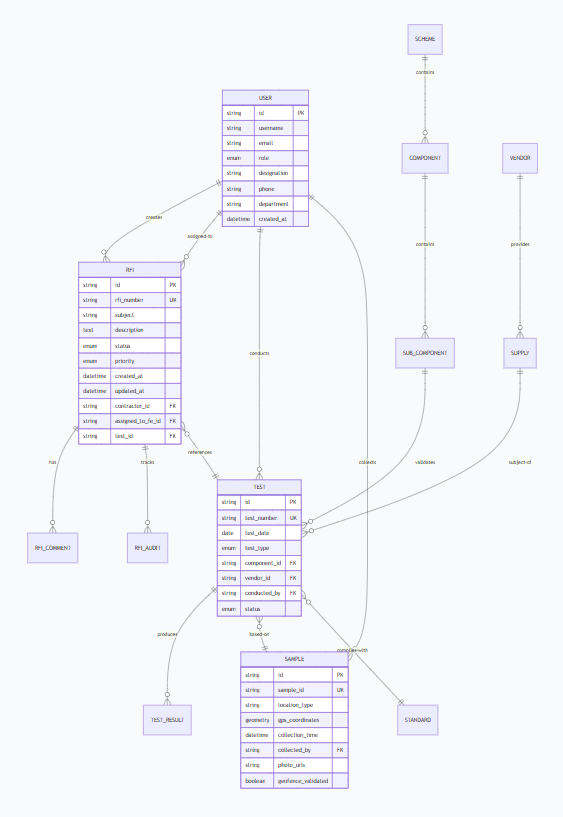 SCHEME
contains
USER
string id PK
string username
string email
enum role
string designation
string phone
string department
datetime created_at
COMPONENT
VENDOR
creates
assigned-to
contains
provides
RFI
string id PK
string rfi_number UK
string subject
text description
enum status
enum priority
datetime created_at
datetime updated_at
string contractor_id FK
string assigned_to_fe_id FK
string test_id FK
SUB_COMPONENT
SUPPLY
conducts
references
has
tracks
collects
validates
subject-of
TEST
string id PK
string test_number UK
date test_date
enum test_type
string component_id FK
string vendor_id FK
string conducted_by FK
enum status
RFI_COMMENT
RFI_AUDIT
produces
based-on
complies-with
SAMPLE
string id PK
string sample_id UK
string location_type
geometry gps_coordinates
datetime collection_time
string collected_by FK
string photo_urls
boolean geofence_validated
TEST_RESULT
STANDARD